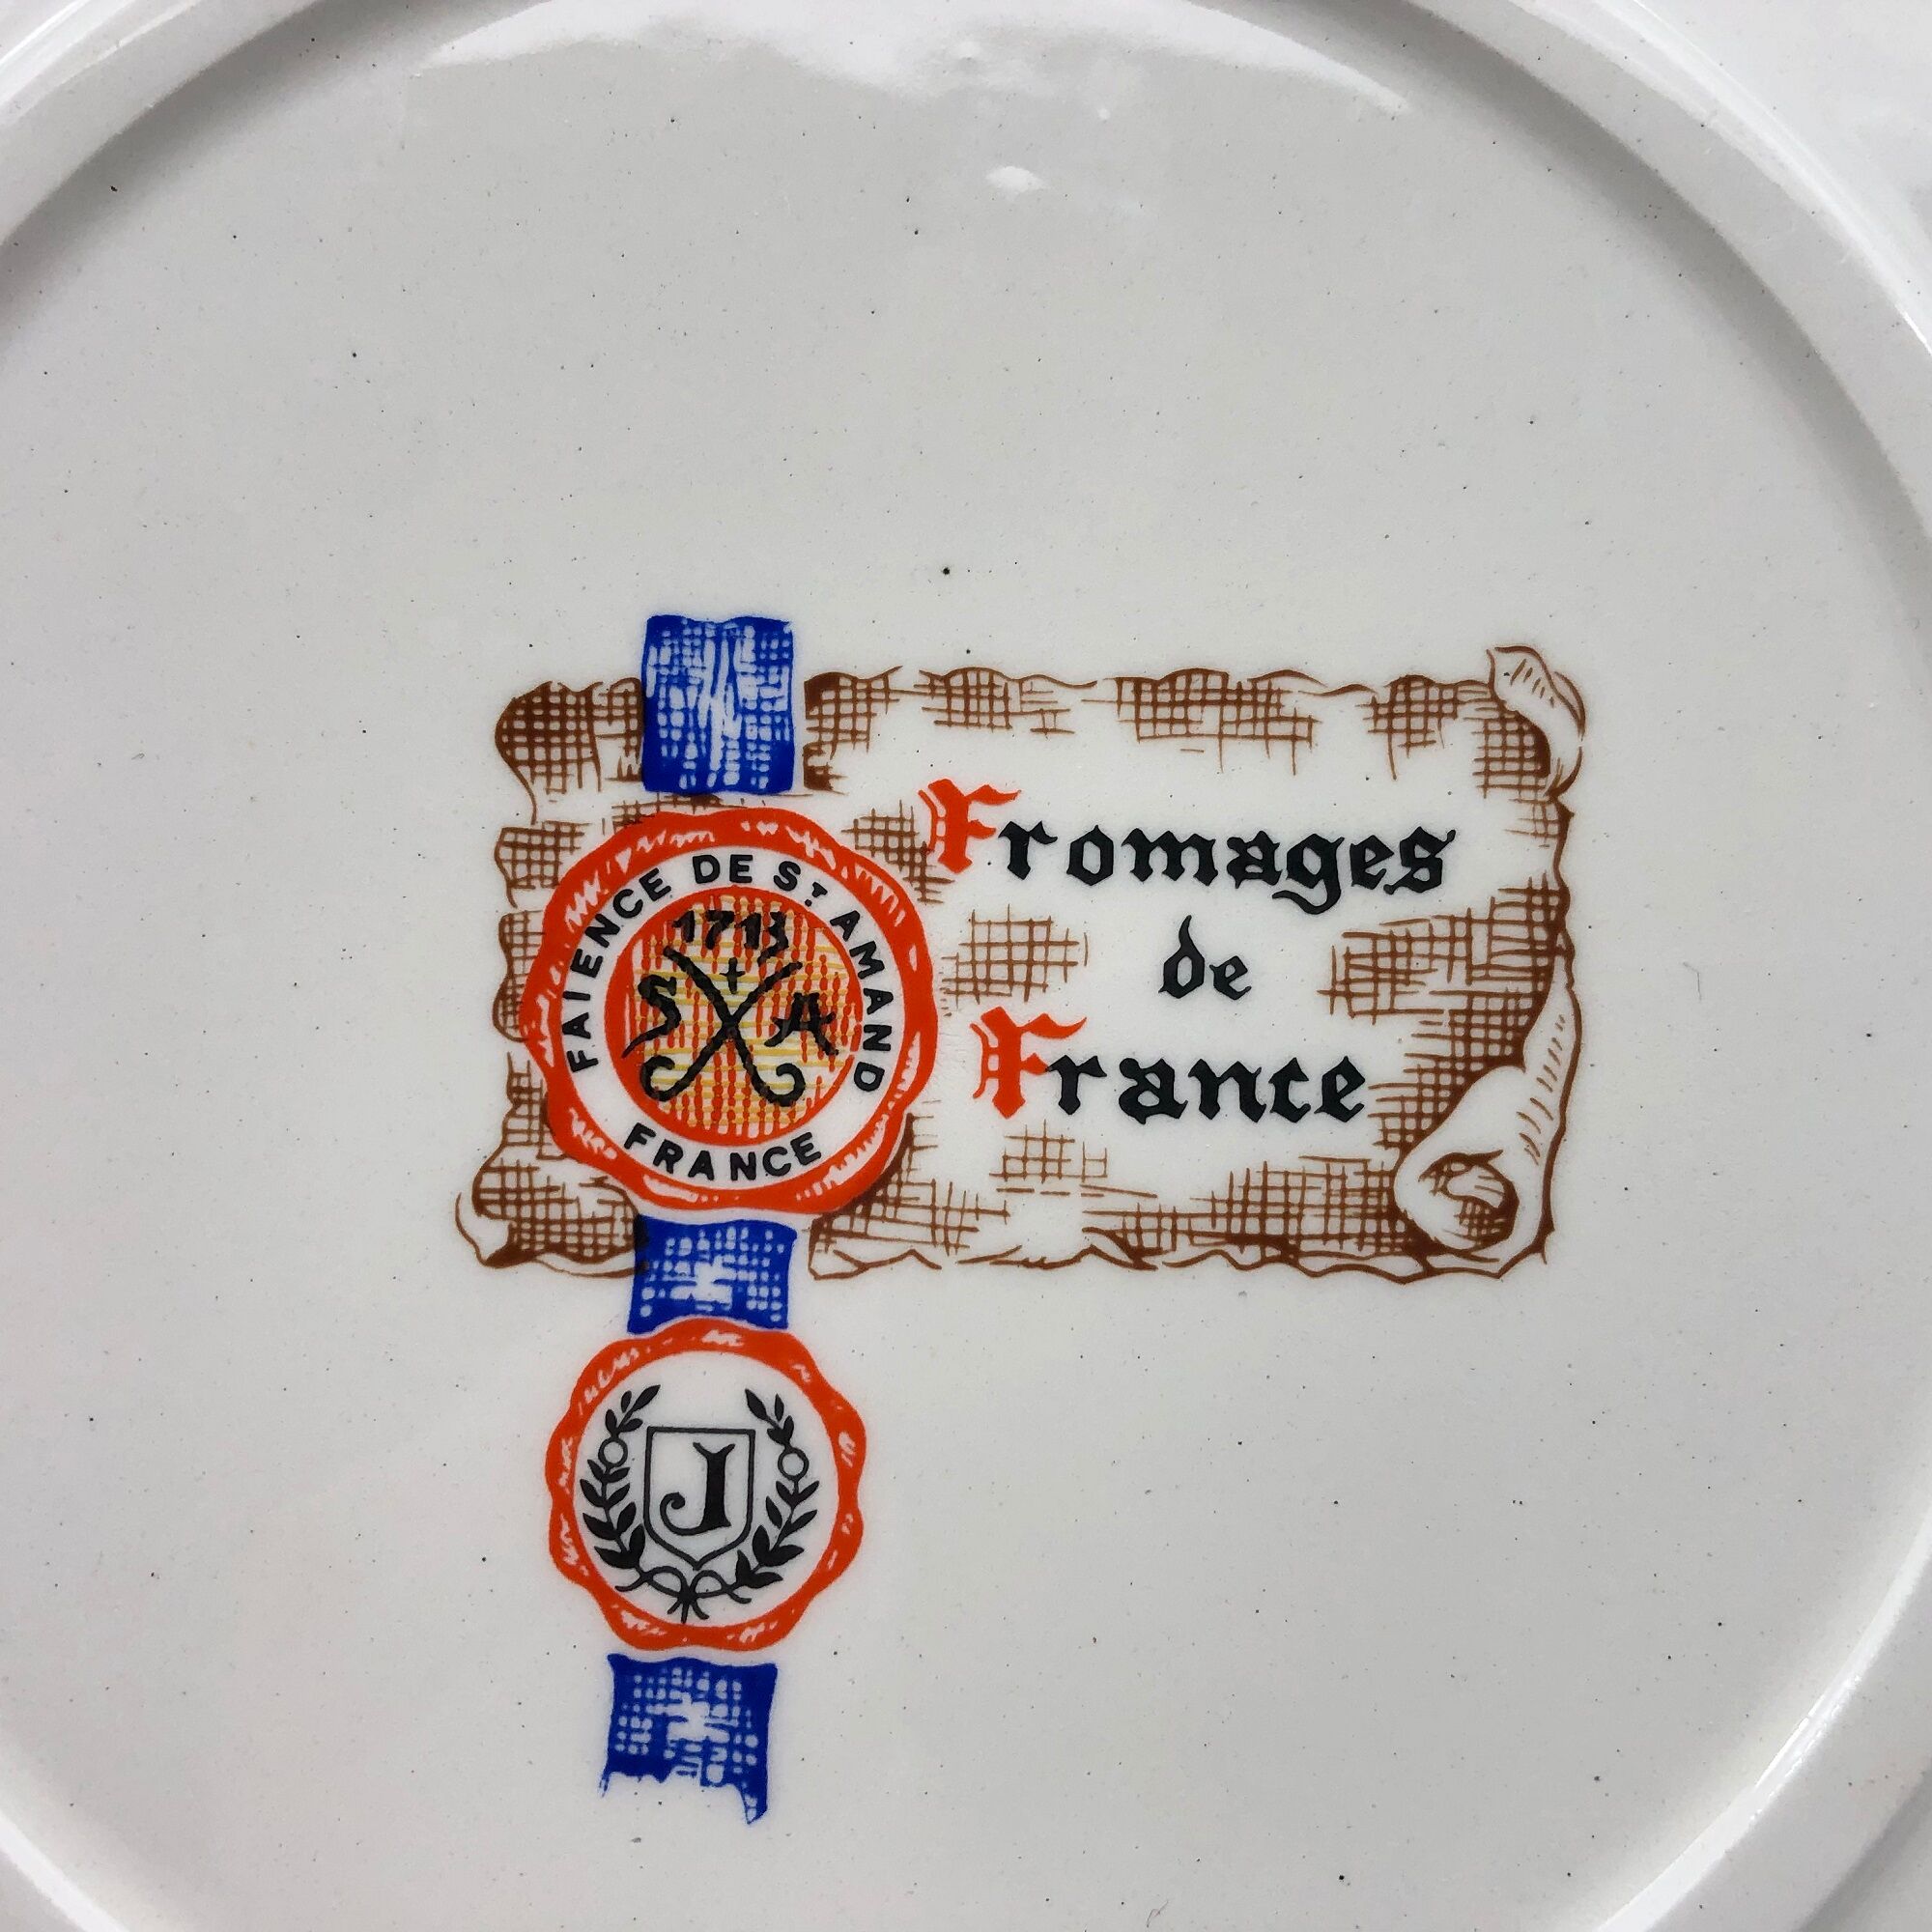 Fromages
de
France
FAIENCE DE ST AMAND
1713
S A
FRANCE
J